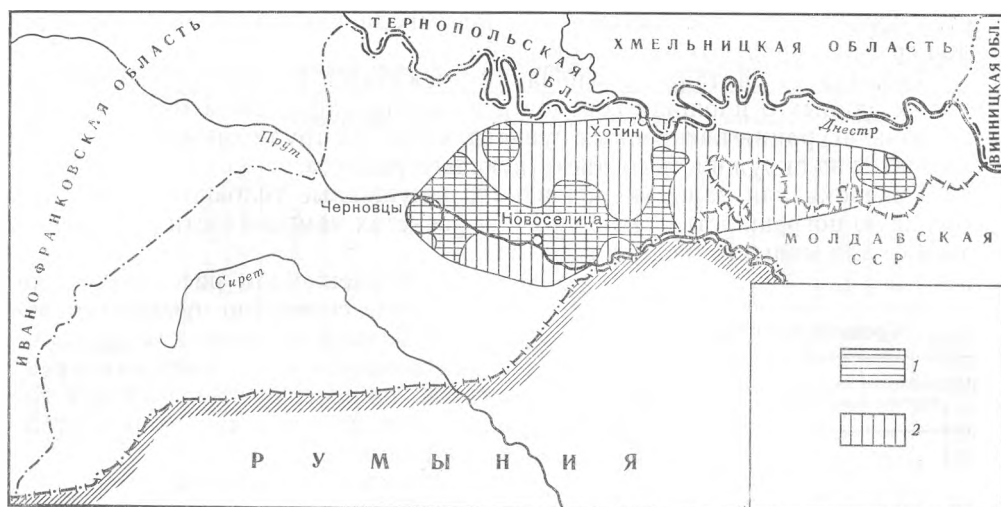 ИВАНО-ФРАНКОВСКАЯ ОБЛАСТЬ
ТЕРНОПОЛЬСКАЯ
ОБЛ.
ХМЕЛЬНИЦКАЯ ОБЛАСТЬ
ВИННИЦКАЯ ОБЛ.
Прут
Хотин
Днестр
Черновцы
Новоселица
МОЛДАВСКАЯ
ССР
Сирет
1
2
РУМЫНИЯ